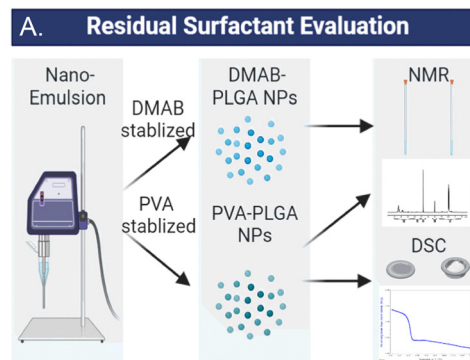 A. Residual Surfactant Evaluation
Nano-
Emulsion
DMAB
stablized
PVA
stablized
DMAB-
PLGA NPs
PVA-PLGA
NPs
NMR
DSC